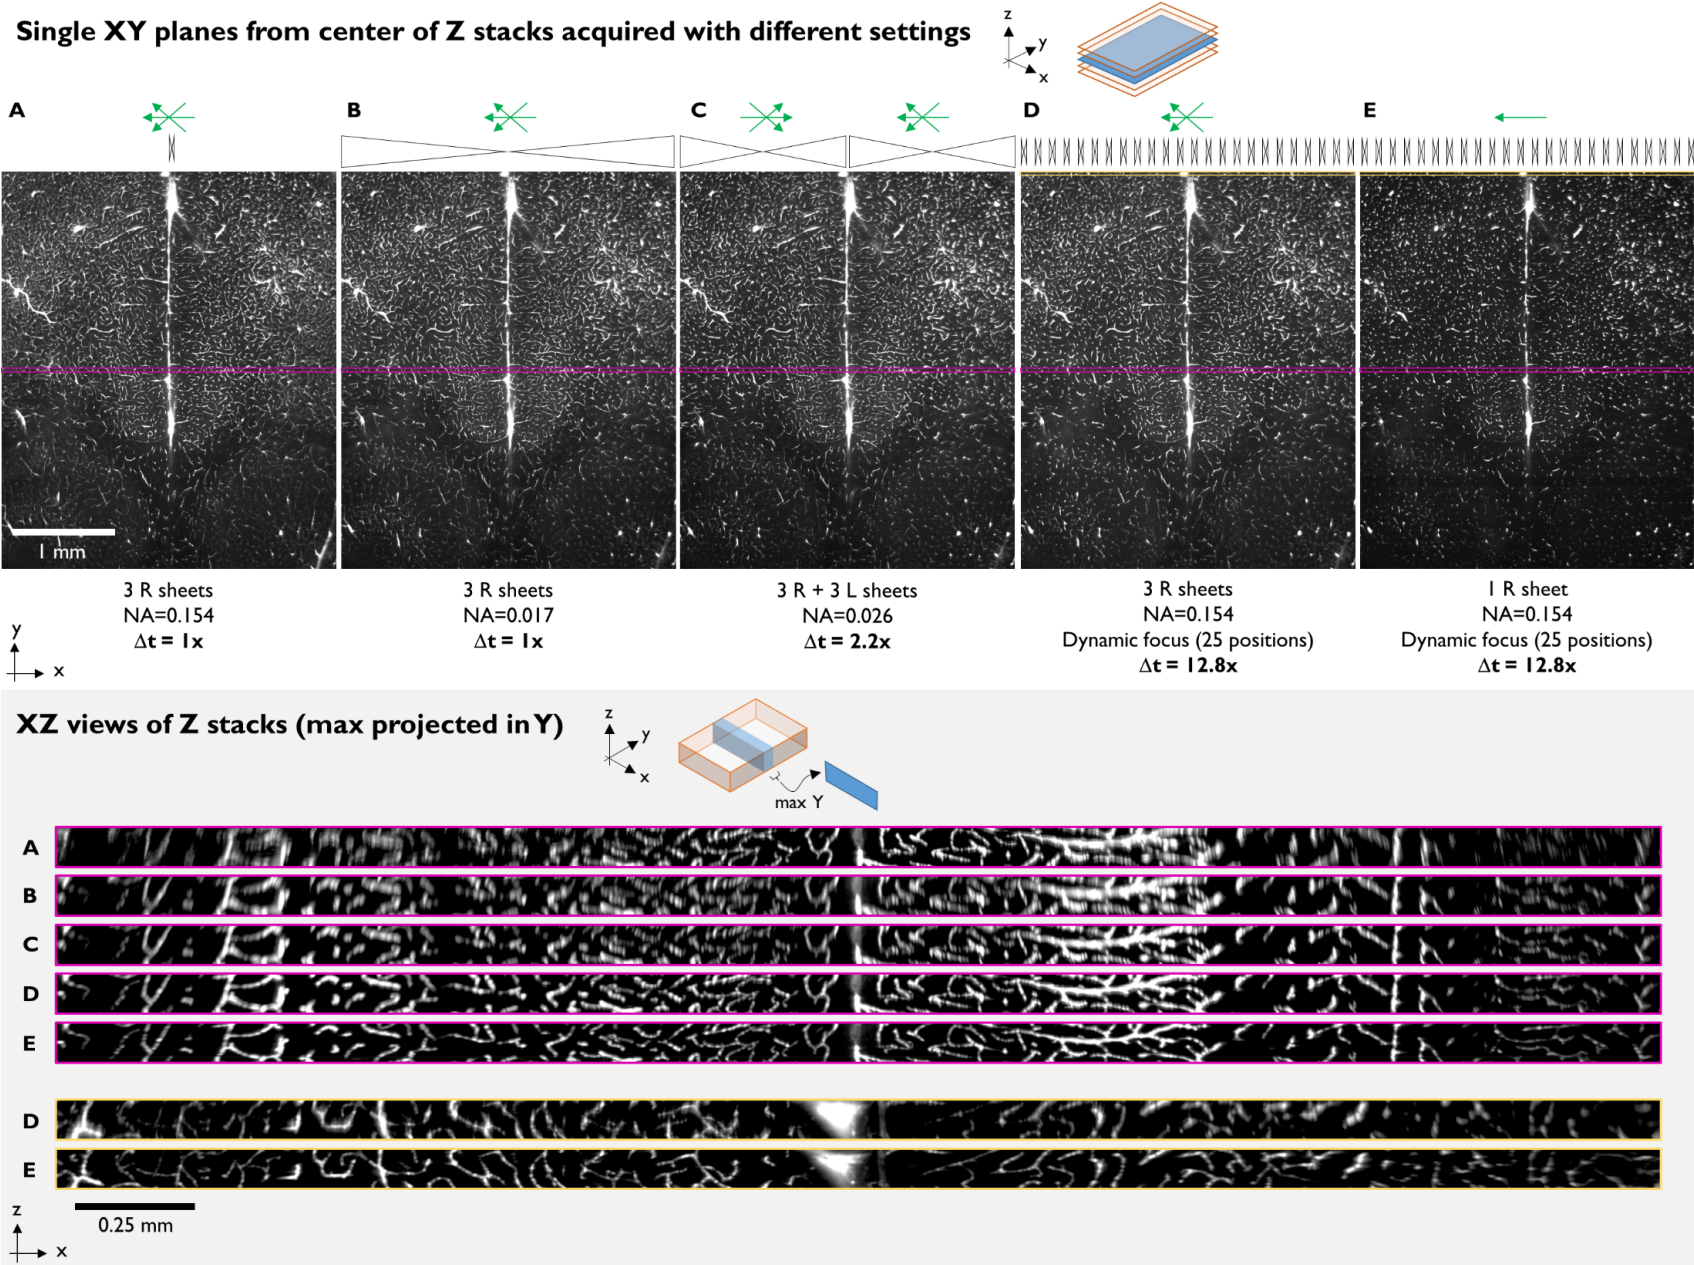 Single XY planes from center of Z stacks acquired with different settings
z
y
x
A
B
C
D
E
1 mm
3 R sheets
NA=0.154
Δt = 1x
3 R sheets
NA=0.017
Δt = 1x
3 R + 3 L sheets
NA=0.026
Δt = 2.2x
3 R sheets
NA=0.154
Dynamic focus (25 positions)
Δt = 12.8x
1 R sheet
NA=0.154
Dynamic focus (25 positions)
Δt = 12.8x
y
x
XZ views of Z stacks (max projected in Y)
z
y
x
max Y
A
B
C
D
E
D
E
0.25 mm
z
x